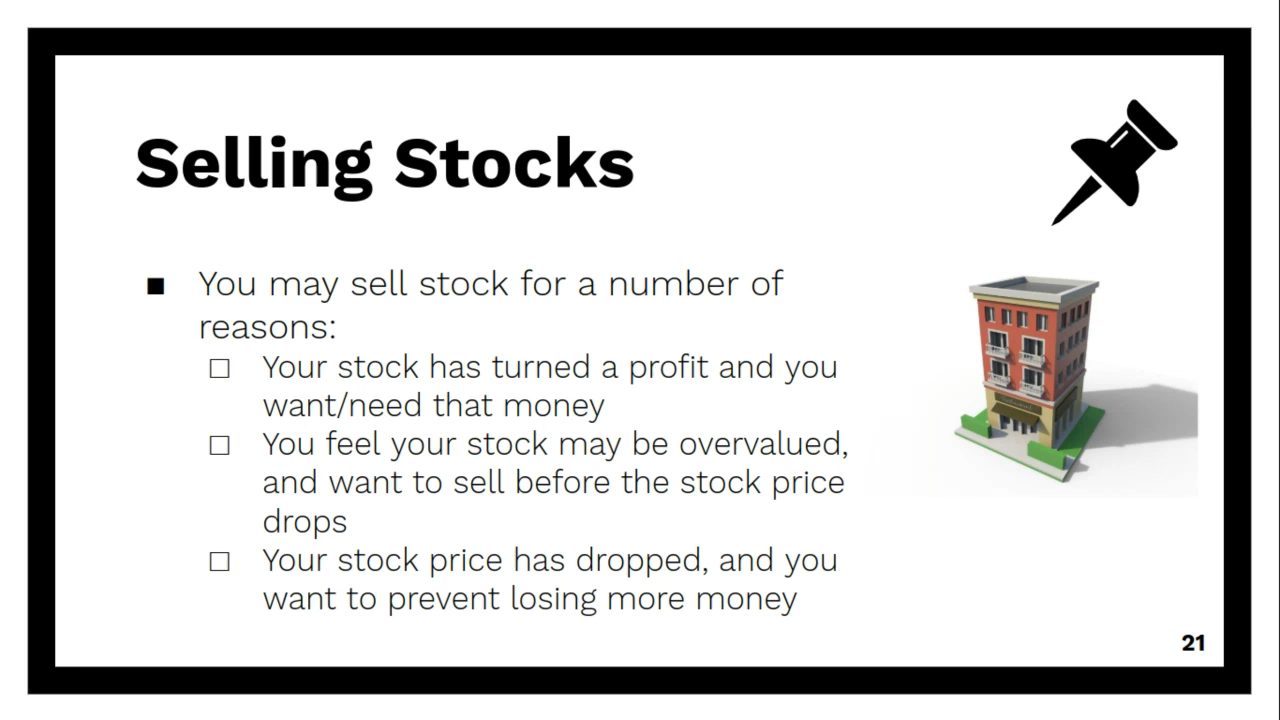 Selling Stocks
■ You may sell stock for a number of
reasons:
□ Your stock has turned a profit and you
want/need that money
□ You feel your stock may be overvalued,
and want to sell before the stock price
drops
□ Your stock price has dropped, and you
want to prevent losing more money
21